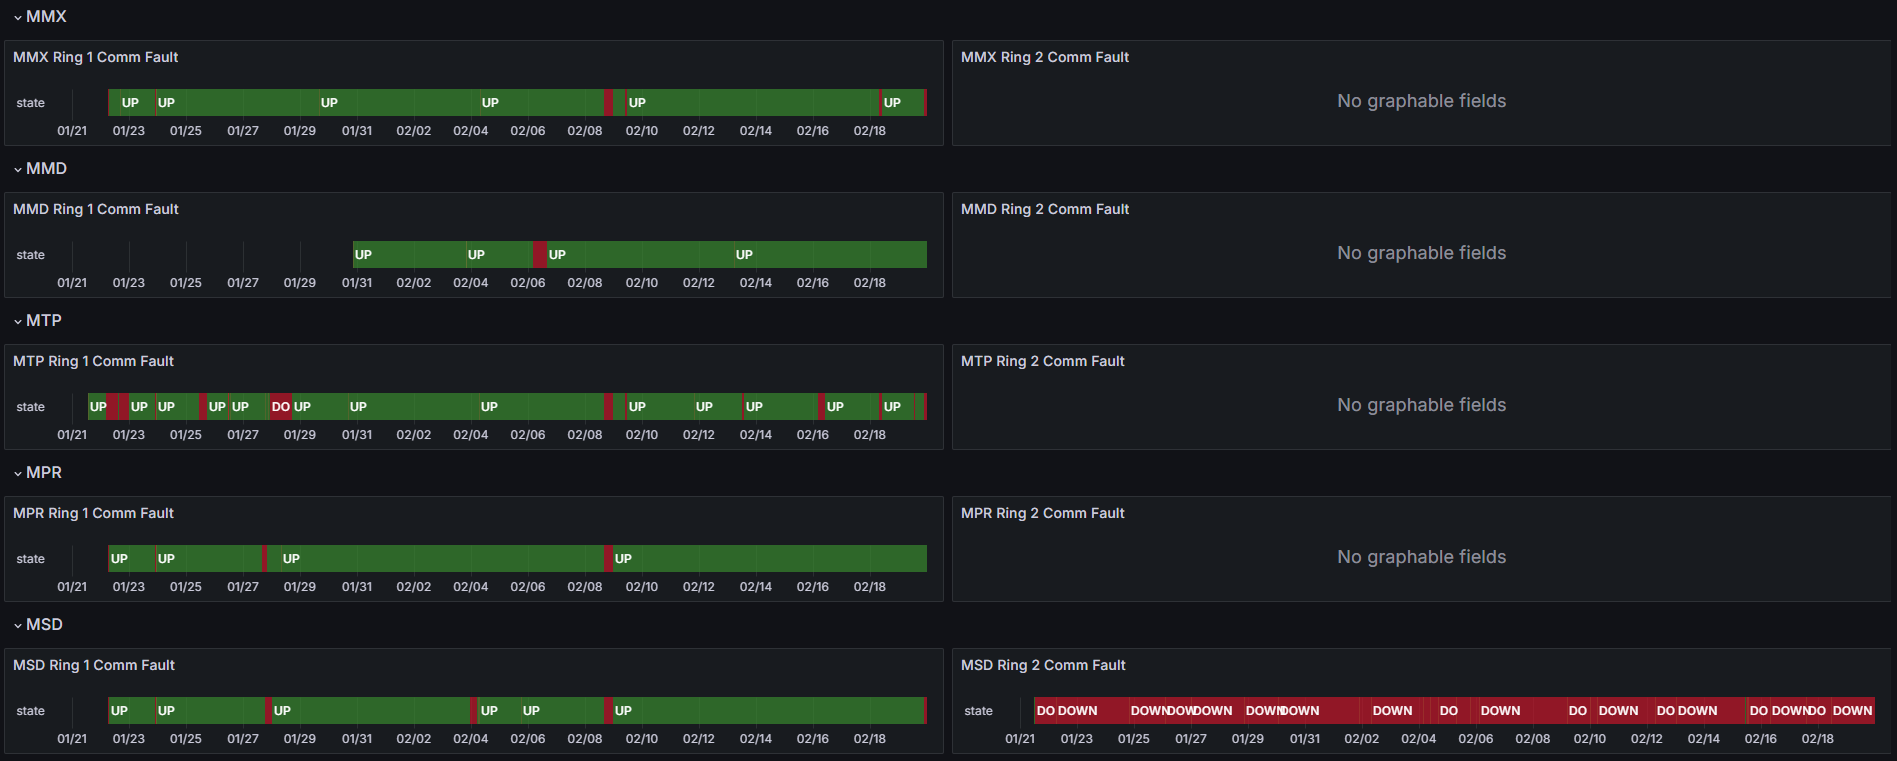 MMX
MMX Ring 1 Comm Fault
state
UP UP UP UP UP UP
01/21 01/23 01/25 01/27 01/29 01/31 02/02 02/04 02/06 02/08 02/10 02/12 02/14 02/16 02/18
MMX Ring 2 Comm Fault
No graphable fields
MMD
MMD Ring 1 Comm Fault
state
UP UP UP UP
01/21 01/23 01/25 01/27 01/29 01/31 02/02 02/04 02/06 02/08 02/10 02/12 02/14 02/16 02/18
MMD Ring 2 Comm Fault
No graphable fields
MTP
MTP Ring 1 Comm Fault
state
UP UP UP UP UP DO UP UP UP UP UP UP UP UP
01/21 01/23 01/25 01/27 01/29 01/31 02/02 02/04 02/06 02/08 02/10 02/12 02/14 02/16 02/18
MTP Ring 2 Comm Fault
No graphable fields
MPR
MPR Ring 1 Comm Fault
state
UP UP UP UP
01/21 01/23 01/25 01/27 01/29 01/31 02/02 02/04 02/06 02/08 02/10 02/12 02/14 02/16 02/18
MPR Ring 2 Comm Fault
No graphable fields
MSD
MSD Ring 1 Comm Fault
state
UP UP UP UP UP UP
01/21 01/23 01/25 01/27 01/29 01/31 02/02 02/04 02/06 02/08 02/10 02/12 02/14 02/16 02/18
MSD Ring 2 Comm Fault
state
DO DOWN DOWN DOWN DOWN DOWN DOWN DOWN DO DOWN DO DOWN DO DOWN DO DOWN DO DOWN
01/21 01/23 01/25 01/27 01/29 01/31 02/02 02/04 02/06 02/08 02/10 02/12 02/14 02/16 02/18